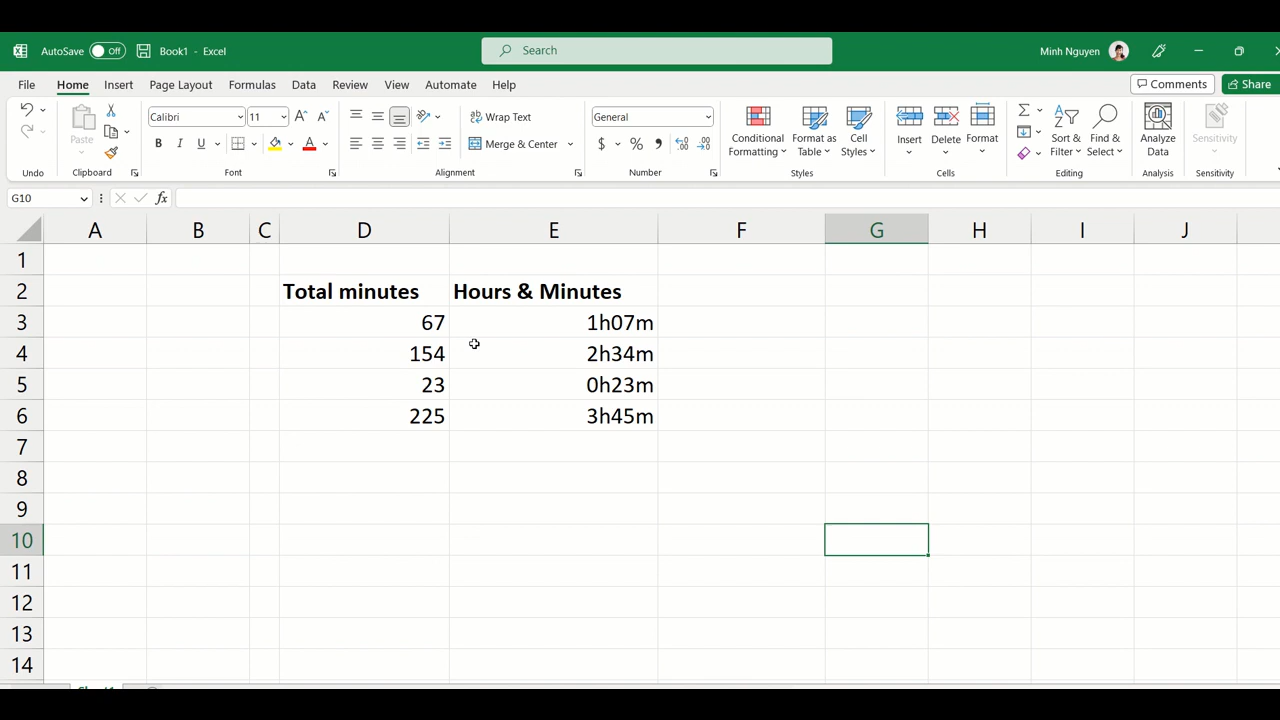 AutoSave Off Book1 - Excel Search Minh Nguyen
File Home Insert Page Layout Formulas Data Review View Automate Help Comments Share
Calibri 11 Wrap Text General
Paste B I U Merge & Center $ % Conditional Formatting Format as Table Cell Styles Insert Delete Format Sort & Filter Find & Select Analyze Data Sensitivity
Undo Clipboard Font Alignment Number Styles Cells Editing Analysis Sensitivity
G10 fx
A B C D E F G H I J
1
2 Total minutes Hours & Minutes
3 67 1h07m
4 154 2h34m
5 23 0h23m
6 225 3h45m
7
8
9
10
11
12
13
14